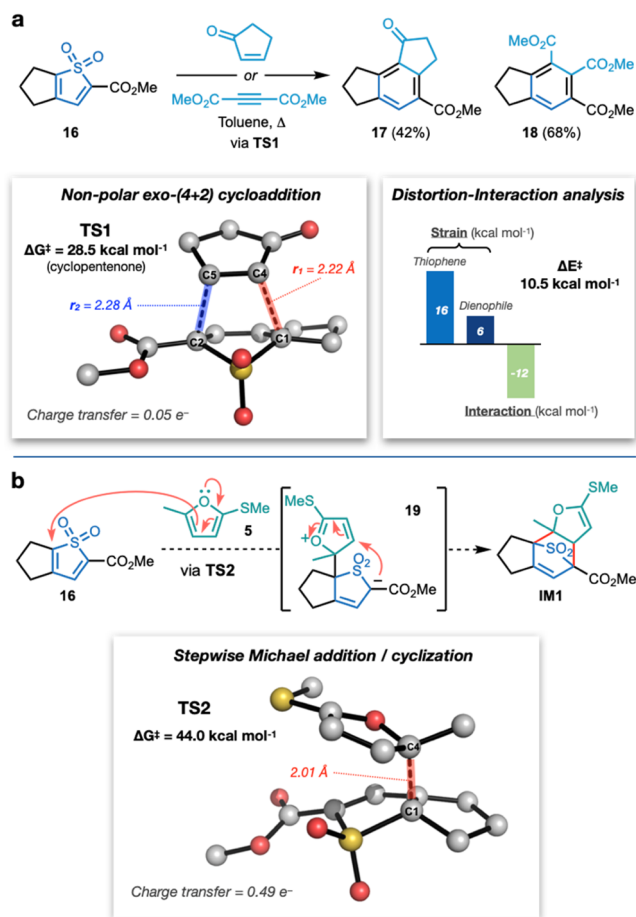 a
O O
S
CO₂Me
16
O
or
MeO₂C
CO₂Me
Toluene, Δ
via TS1
O
CO₂Me
17 (42%)
MeO₂C
CO₂Me
CO₂Me
18 (68%)
Non-polar exo-(4+2) cycloaddition
TS1
ΔG‡ = 28.5 kcal mol⁻¹
(cyclopentenone)
C5
C4
r₁ = 2.22 Å
r₂ = 2.28 Å
C2
C1
Charge transfer = 0.05 e⁻
Distortion-Interaction analysis
Strain (kcal mol⁻¹)
Thiophene
ΔE‡
10.5 kcal mol⁻¹
Dienophile
16
6
-12
Interaction (kcal mol⁻¹)
b
O O
S
CO₂Me
16
O
SMe
5
via TS2
MeS
19
O
+
S₂
O
−
CO₂Me
SMe
O
SO₂
CO₂Me
IM1
Stepwise Michael addition / cyclization
TS2
ΔG‡ = 44.0 kcal mol⁻¹
C4
2.01 Å
C1
Charge transfer = 0.49 e⁻